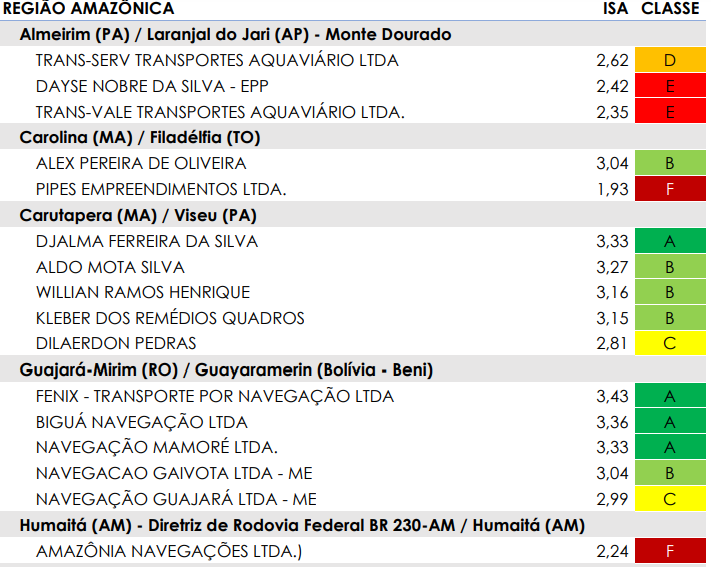 REGIÃO AMAZÔNICA ISA CLASSE
Almeirim (PA) / Laranjal do Jari (AP) - Monte Dourado
TRANS-SERV TRANSPORTES AQUAVIÁRIO LTDA 2,62 D
DAYSE NOBRE DA SILVA - EPP 2,42 E
TRANS-VALE TRANSPORTES AQUAVIÁRIO LTDA. 2,35 E
Carolina (MA) / Filadélfia (TO)
ALEX PEREIRA DE OLIVEIRA 3,04 B
PIPES EMPREENDIMENTOS LTDA. 1,93 F
Carutapera (MA) / Viseu (PA)
DJALMA FERREIRA DA SILVA 3,33 A
ALDO MOTA SILVA 3,27 B
WILLIAN RAMOS HENRIQUE 3,16 B
KLEBER DOS REMÉDIOS QUADROS 3,15 B
DILAERDON PEDRAS 2,81 C
Guajará-Mirim (RO) / Guayaramerin (Bolívia - Beni)
FENIX - TRANSPORTE POR NAVEGAÇÃO LTDA 3,43 A
BIGUÁ NAVEGAÇÃO LTDA 3,36 A
NAVEGAÇÃO MAMORÉ LTDA. 3,33 A
NAVEGACAO GAIVOTA LTDA - ME 3,04 B
NAVEGAÇÃO GUAJARÁ LTDA - ME 2,99 C
Humaitá (AM) - Diretriz de Rodovia Federal BR 230-AM / Humaitá (AM)
AMAZÔNIA NAVEGAÇÕES LTDA.) 2,24 F